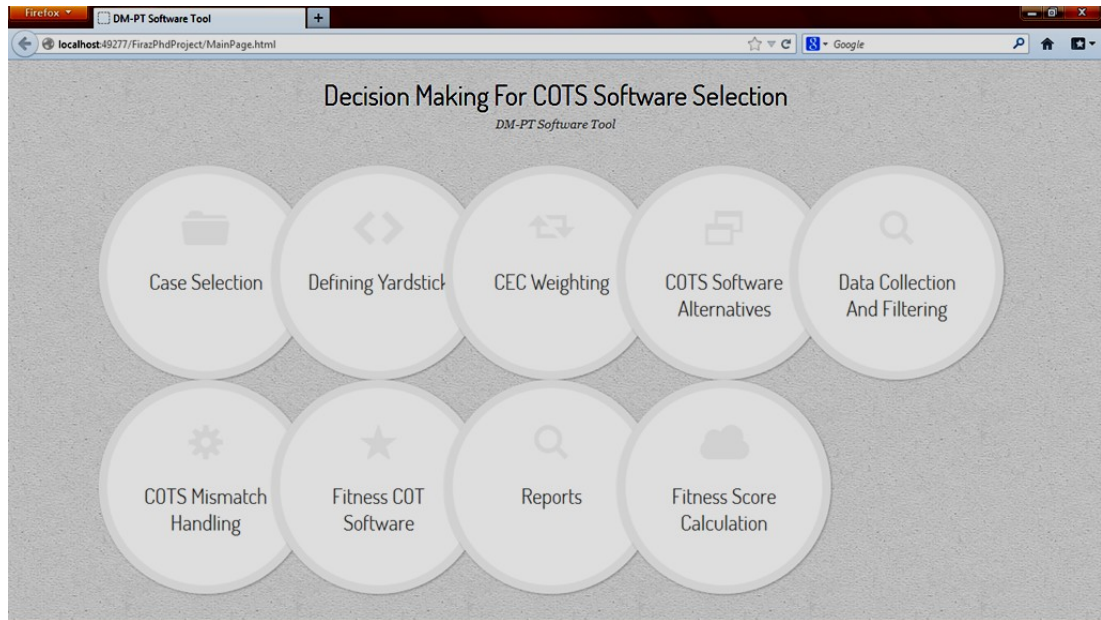 Firefox
DM-PT Software Tool
+
localhost:49277/FirazPhdProject/MainPage.html
Google
Decision Making For COTS Software Selection
DM-PT Software Tool
Case Selection
Defining Yardstick
CEC Weighting
COTS Software
Alternatives
Data Collection
And Filtering
COTS Mismatch
Handling
Fitness COT
Software
Reports
Fitness Score
Calculation